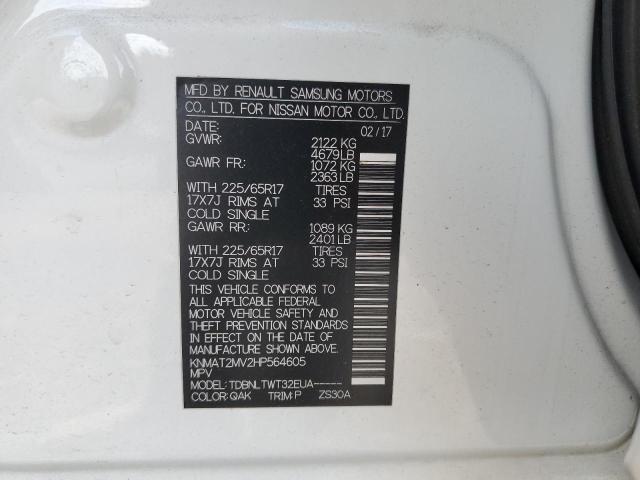 MFD BY RENAULT SAMSUNG MOTORS
CO., LTD. FOR NISSAN MOTOR CO., LTD.
DATE: 02/17
GVWR: 2122 KG
4679LB
GAWR FR: 1072 KG
2363 LB
WITH 225/65R17 TIRES
17X7J RIMS AT 33 PSI
COLD SINGLE
GAWR RR: 1089 KG
2401 LB
WITH 225/65R17 TIRES
17X7J RIMS AT 33 PSI
COLD SINGLE
THIS VEHICLE CONFORMS TO
ALL APPLICABLE FEDERAL
MOTOR VEHICLE SAFETY AND
THEFT PREVENTION STANDARDS
IN EFFECT ON THE DATE OF
MANUFACTURE SHOWN ABOVE.
KNMAT2MV2HP564605
MPV
MODEL: TDBNLTWT32EUA-----
COLOR: QAK TRIM:P ZS30A